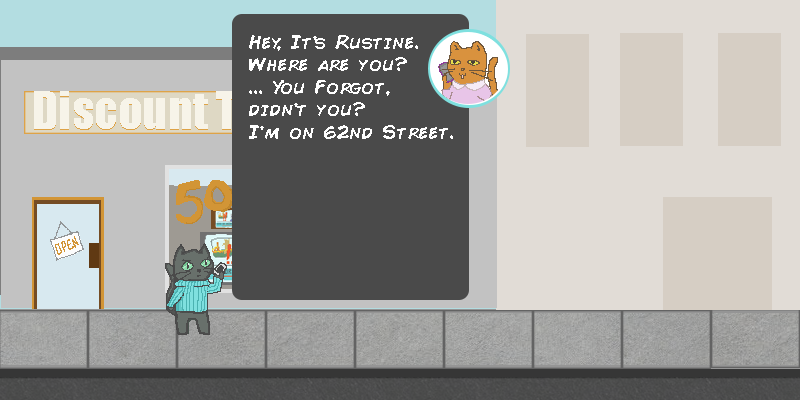 Hey, It's Rustine.
Where are you?
... You Forgot,
didn't you?
I'm on 62nd Street.
Discount
OPEN
50